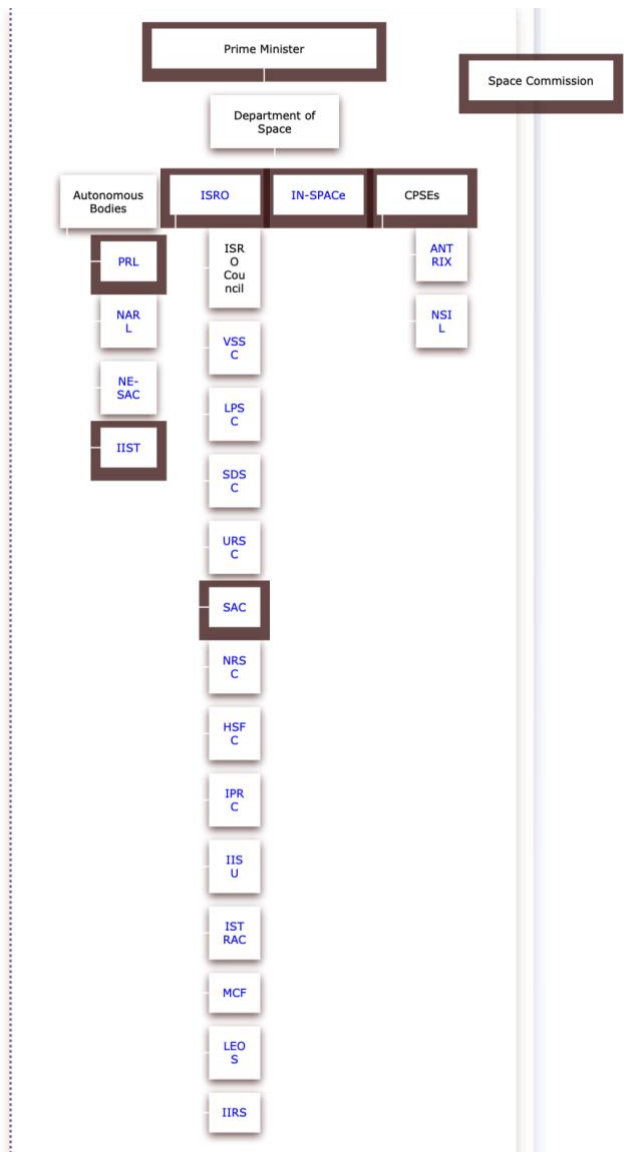 Prime Minister
Space Commission
Department of
Space
Autonomous
Bodies
ISRO
IN-SPACe
CPSEs
PRL
NAR
L
NE-
SAC
IIST
ISR
O
Cou
ncil
VSS
C
LPS
C
SDS
C
URS
C
SAC
NRS
C
HSF
C
IPR
C
IIS
U
IST
RAC
MCF
LEO
S
IIRS
ANT
RIX
NSI
L